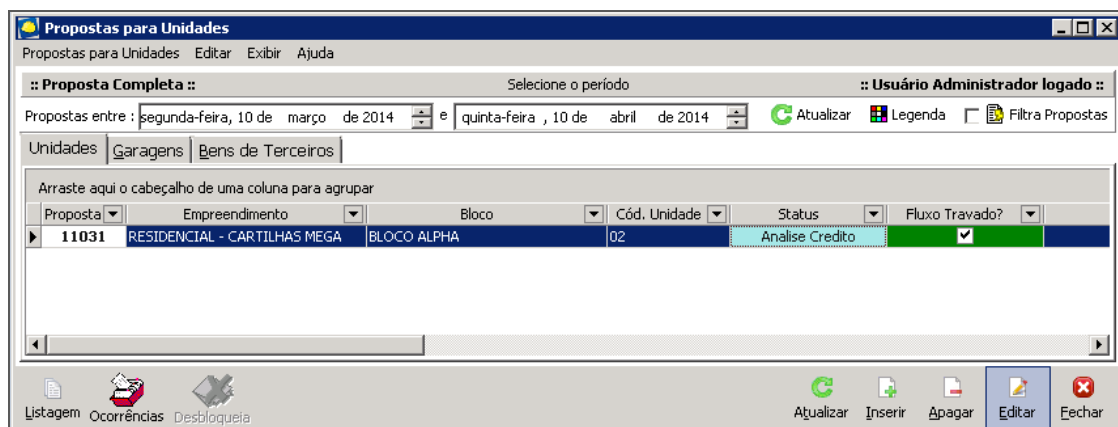 Propostas para Unidades
Propostas para Unidades Editar Exibir Ajuda
:: Proposta Completa :: Selecione o período :: Usuário Administrador logado ::
Propostas entre : segunda-feira, 10 de março de 2014 e quinta-feira , 10 de abril de 2014 Atualizar Legenda Filtra Propostas
Unidades Garagens Bens de Terceiros
Arraste aqui o cabeçalho de uma coluna para agrupar
Proposta Empreendimento Bloco Cód. Unidade Status Fluxo Travado?
11031 RESIDENCIAL - CARTILHAS MEGA BLOCO ALPHA 02 Analise Credito
Listagem Ocorrências Desbloqueia Atualizar Inserir Apagar Editar Fechar